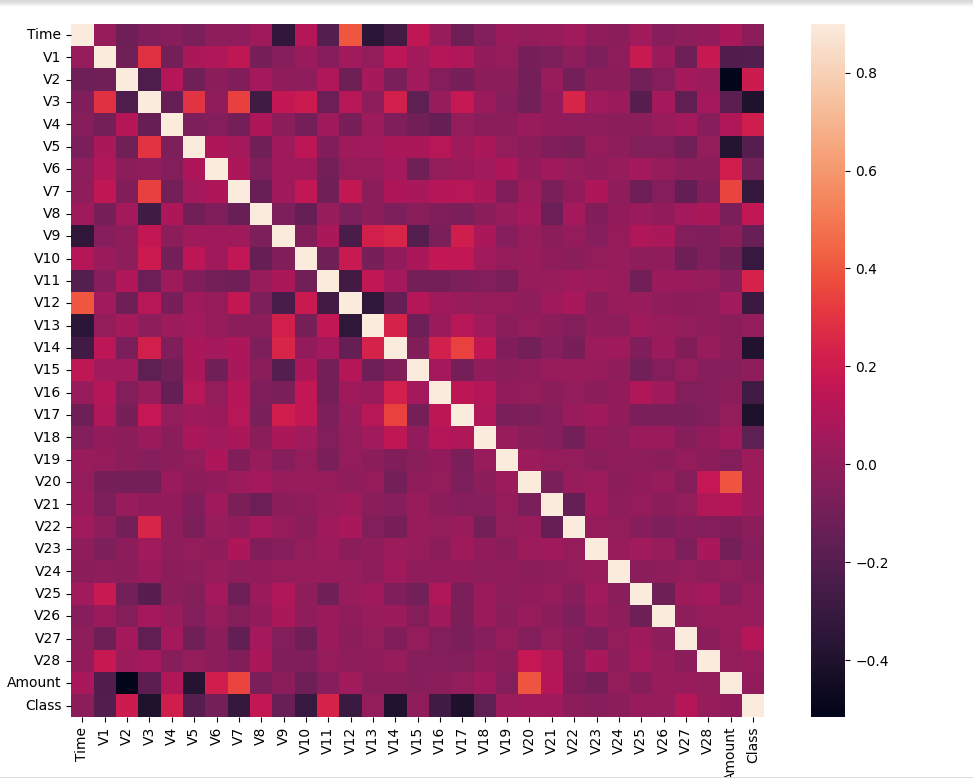 Time
V1
V2
V3
V4
V5
V6
V7
V8
V9
V10
V11
V12
V13
V14
V15
V16
V17
V18
V19
V20
V21
V22
V23
V24
V25
V26
V27
V28
Amount
Class
Time
V1
V2
V3
V4
V5
V6
V7
V8
V9
V10
V11
V12
V13
V14
V15
V16
V17
V18
V19
V20
V21
V22
V23
V24
V25
V26
V27
V28
Amount
Class
0.8
0.6
0.4
0.2
0.0
−0.2
−0.4